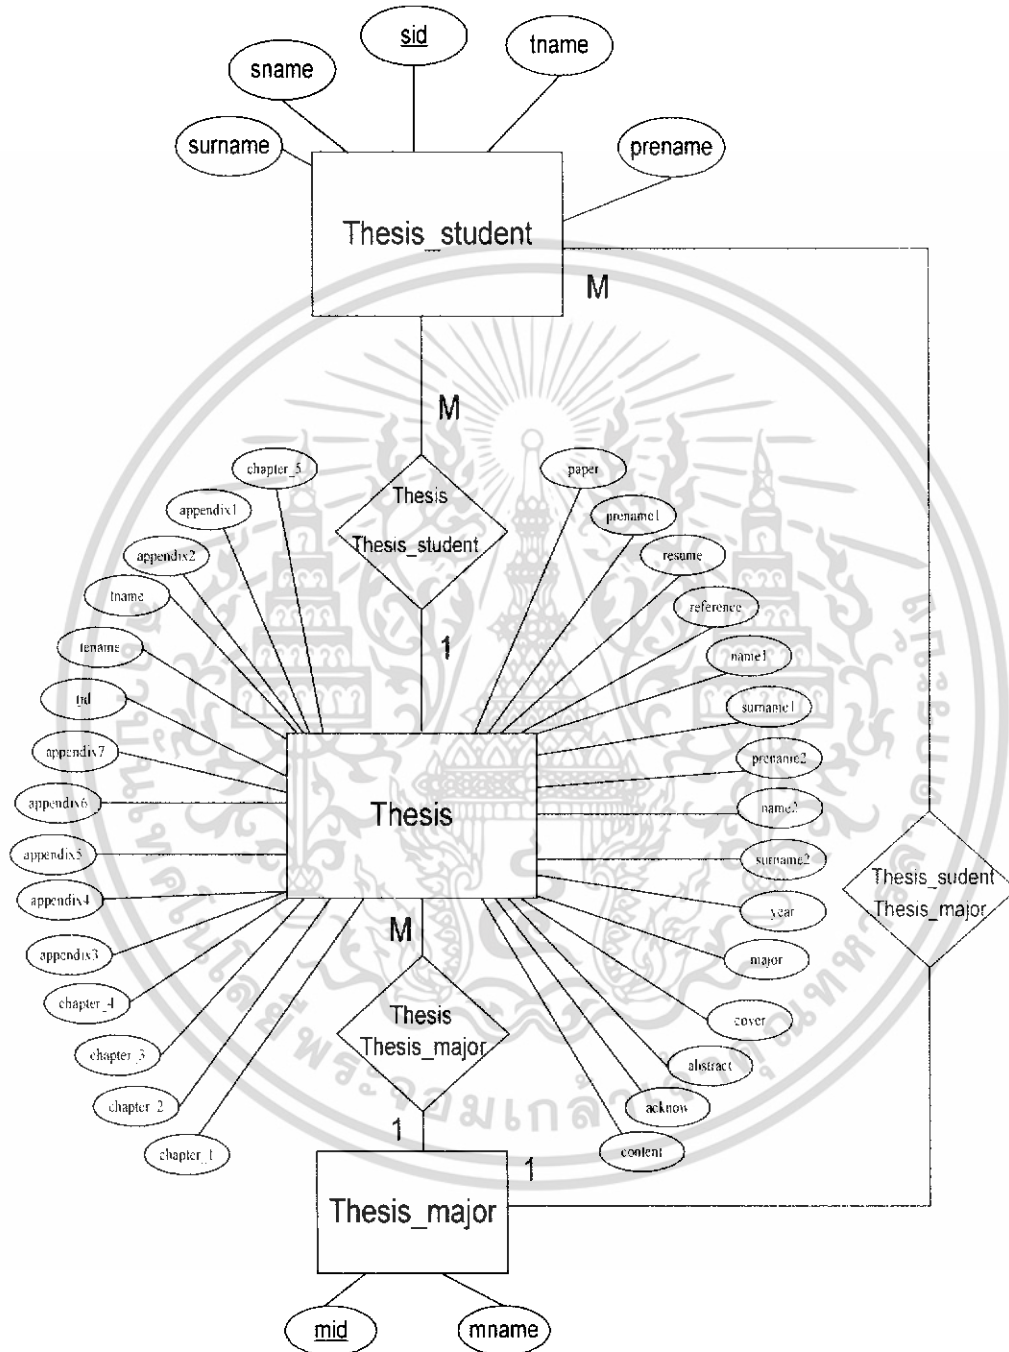 sid
tname
sname
surname
prename
Thesis_student
M
M
chapter_5
paper
Thesis
Thesis_student
appendix1
prename1
appendix2
resume
tname
reference
1
tename
name1
surname1
appendix7
prename2
appendix6
Thesis
name2
appendix5
surname2
Thesis_sudent
Thesis_major
appendix4
year
M
appendix3
major
chapter_4
Thesis
Thesis_major
cover
chapter_3
abstract
chapter_2
acknow
1
chapter_1
content
1
Thesis_major
mid
mname